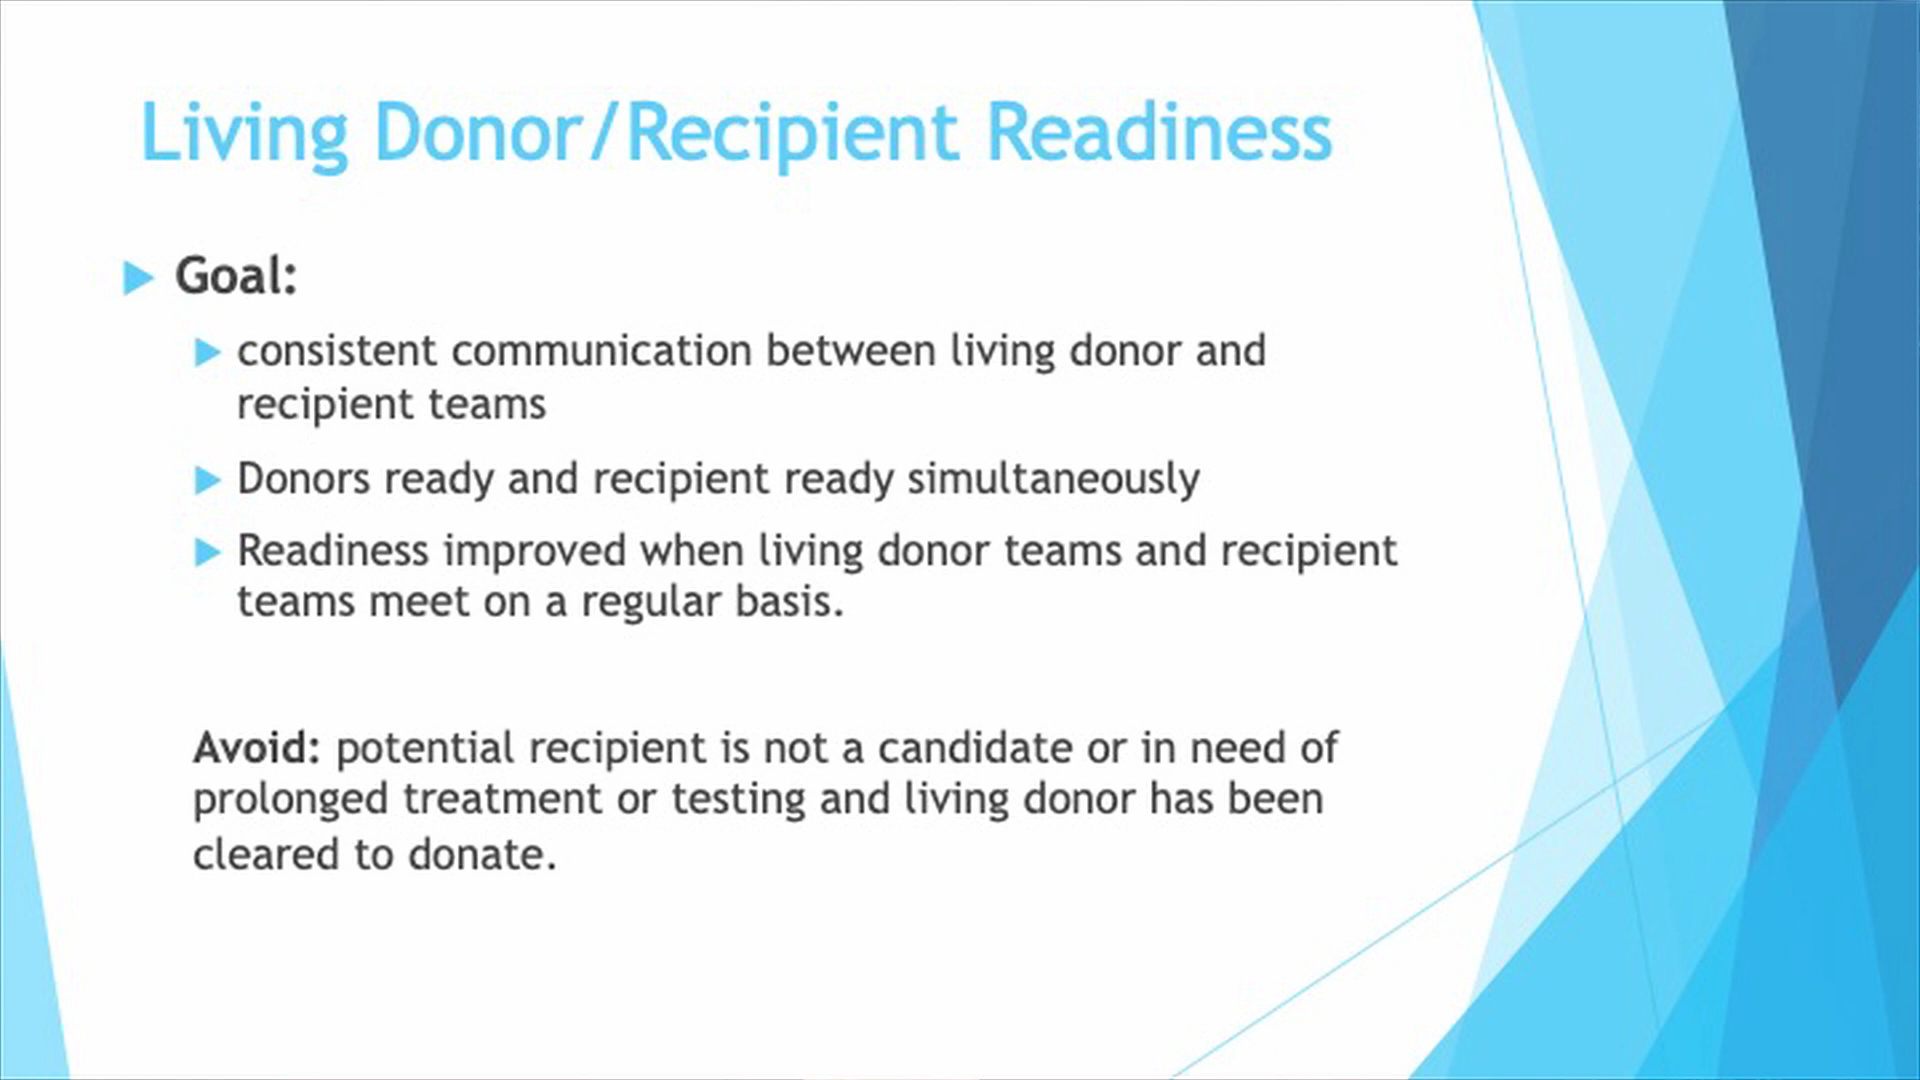 Living Donor/Recipient Readiness
Goal:
consistent communication between living donor and
recipient teams
Donors ready and recipient ready simultaneously
Readiness improved when living donor teams and recipient
teams meet on a regular basis.
Avoid: potential recipient is not a candidate or in need of
prolonged treatment or testing and living donor has been
cleared to donate.